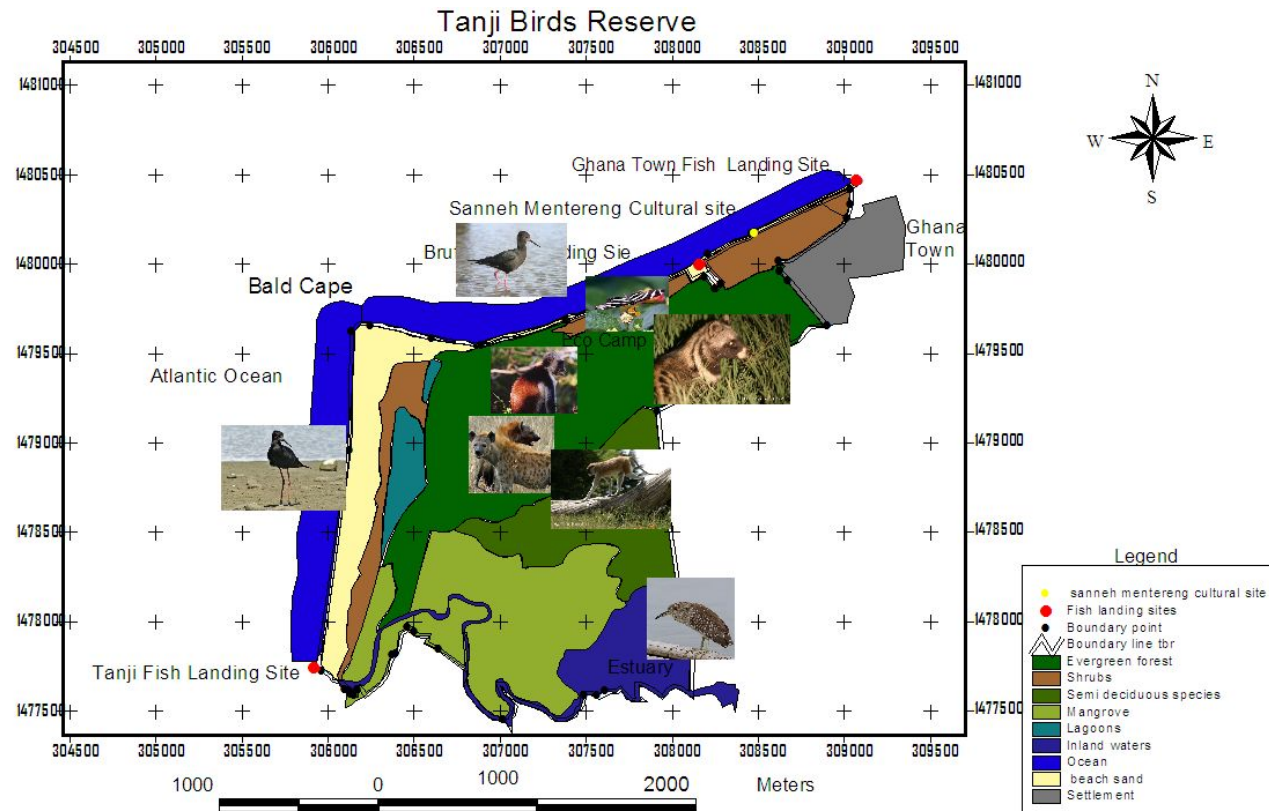 Tanji Birds Reserve
304500 305000 305500 306000 306500 307000 307500 308000 308500 309000 309500
1481000 1481000
N
W E
S
Ghana Town Fish Landing Site
1480500 1480500
Sanneh Mentereng Cultural site
Ghana
Town
1480000 1480000
Bald Cape
Eco Camp
1479500 1479500
Atlantic Ocean
1479000 1479000
1478500 1478500
1478000 1478000
Tanji Fish Landing Site
Estuary
1477500 1477500
304500 305000 305500 306000 306500 307000 307500 308000 308500 309000 309500
1000 0 1000 2000 Meters
Legend
sanneh mentereng cultural site
Fish landing sites
Boundary point
Boundary line tbr
Evergreen forest
Shrubs
Semi deciduous species
Mangrove
Lagoons
Inland waters
Ocean
beach sand
Settlement